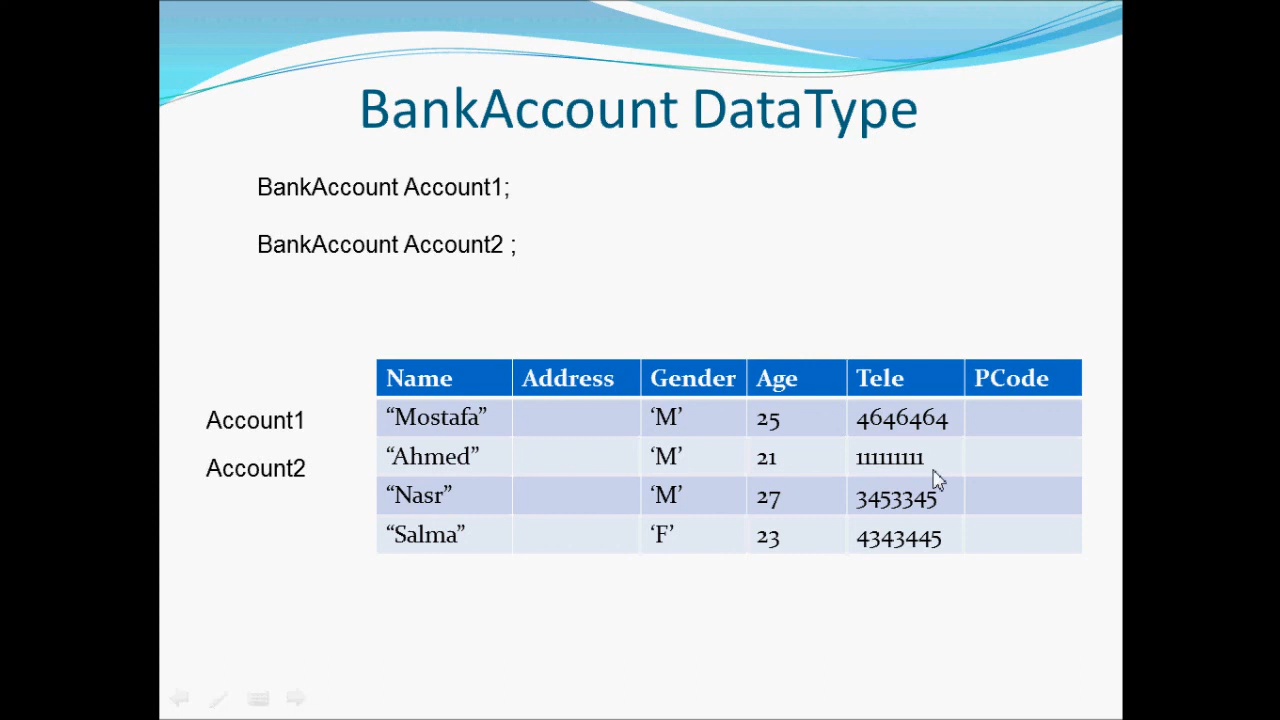 BankAccount DataType
BankAccount Account1;
BankAccount Account2 ;
Name Address Gender Age Tele PCode
Account1 “Mostafa” ‘M’ 25 4646464
Account2 “Ahmed” ‘M’ 21 111111111
“Nasr” ‘M’ 27 3453345
“Salma” ‘F’ 23 4343445